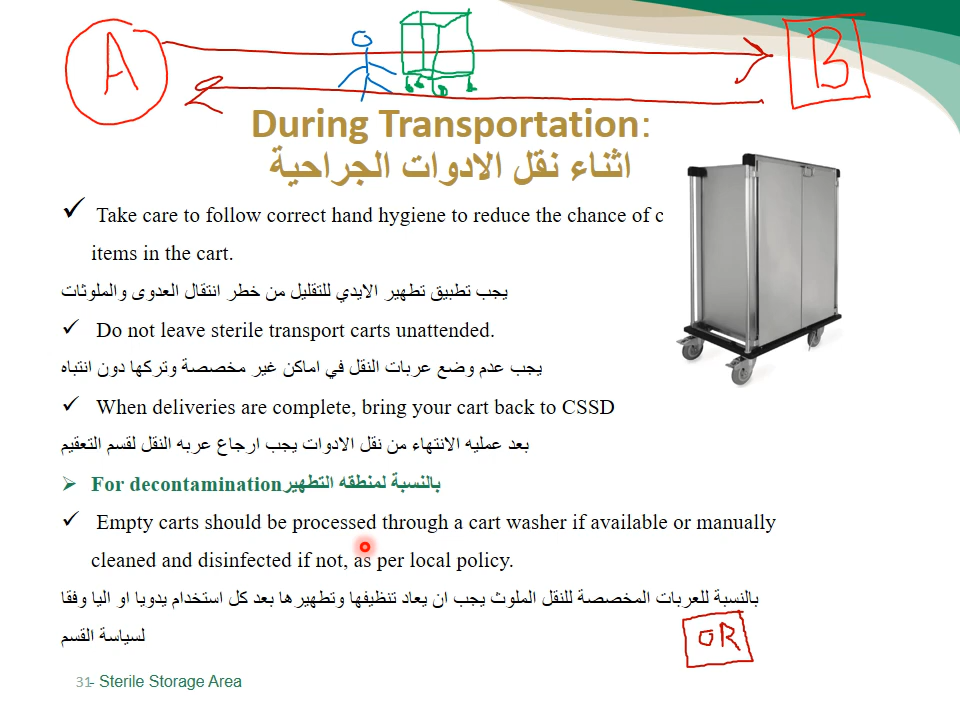 A
B
During Transportation:
اثناء نقل الادوات الجراحية
✓ Take care to follow correct hand hygiene to reduce the chance of c
items in the cart.
يجب تطبيق تطهير الايدي للتقليل من خطر انتقال العدوى والملوثات
✓ Do not leave sterile transport carts unattended.
يجب عدم وضع عربات النقل في اماكن غير مخصصة وتركها دون انتباه
✓ When deliveries are complete, bring your cart back to CSSD
بعد عمليه الانتهاء من نقل الادوات يجب ارجاع عربه النقل لقسم التعقيم
➢ For decontamination بالنسبة لمنطقه التطهير
✓ Empty carts should be processed through a cart washer if available or manually
cleaned and disinfected if not, as per local policy.
بالنسبة للعربات المخصصة للنقل الملوث يجب ان يعاد تنظيفها وتطهيرها بعد كل استخدام يدويا او اليا وفقا
لسياسة القسم
OR
31- Sterile Storage Area